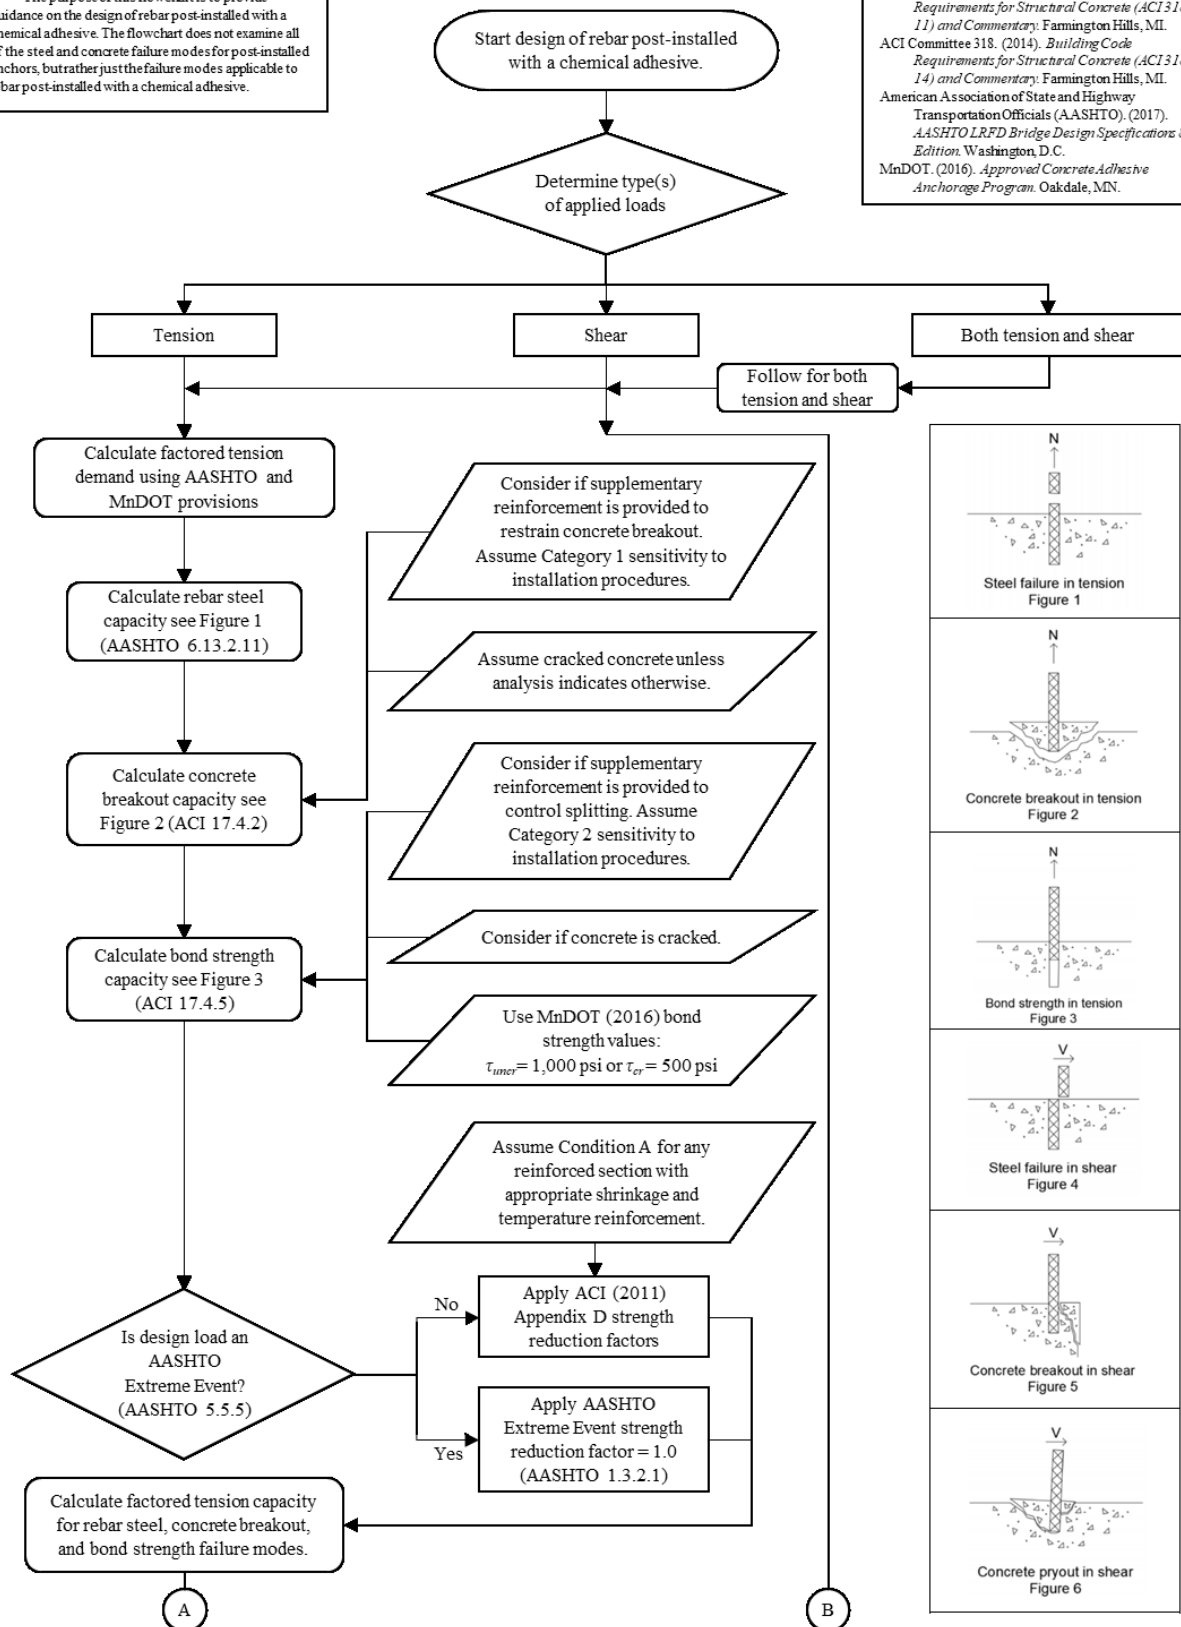 The purpose of this flowchart is to provide
guidance on the design of rebar post-installed with a
chemical adhesive. The flowchart does not examine all
of the steel and concrete failure modes for post-installed
anchors, but rather just the failure modes applicable to
rebar post-installed with a chemical adhesive.
Start design of rebar post-installed
with a chemical adhesive.
Requirements for Structural Concrete (ACI 31
11) and Commentary. Farmington Hills, MI.
ACI Committee 318. (2014). Building Code
Requirements for Structural Concrete (ACI 31
14) and Commentary. Farmington Hills, MI.
American Association of State and Highway
Transportation Officials (AASHTO). (2017).
AASHTO LRFD Bridge Design Specifications
Edition. Washington, D.C.
MnDOT. (2016). Approved Concrete Adhesive
Anchorage Program. Oakdale, MN.
Determine type(s)
of applied loads
Tension
Shear
Both tension and shear
Follow for both
tension and shear
Calculate factored tension
demand using AASHTO and
MnDOT provisions
Consider if supplementary
reinforcement is provided to
restrain concrete breakout.
Assume Category 1 sensitivity to
installation procedures.
Calculate rebar steel
capacity see Figure 1
(AASHTO 6.13.2.11)
Assume cracked concrete unless
analysis indicates otherwise.
Calculate concrete
breakout capacity see
Figure 2 (ACI 17.4.2)
Consider if supplementary
reinforcement is provided to
control splitting. Assume
Category 2 sensitivity to
installation procedures.
Consider if concrete is cracked.
Calculate bond strength
capacity see Figure 3
(ACI 17.4.5)
Use MnDOT (2016) bond
strength values:
τuncr= 1,000 psi or τcr= 500 psi
Assume Condition A for any
reinforced section with
appropriate shrinkage and
temperature reinforcement.
Is design load an
AASHTO
Extreme Event?
(AASHTO 5.5.5)
No
Apply ACI (2011)
Appendix D strength
reduction factors
Yes
Apply AASHTO
Extreme Event strength
reduction factor = 1.0
(AASHTO 1.3.2.1)
Calculate factored tension capacity
for rebar steel, concrete breakout,
and bond strength failure modes.
A
B
N
Steel failure in tension
Figure 1
N
Concrete breakout in tension
Figure 2
N
Bond strength in tension
Figure 3
V
Steel failure in shear
Figure 4
V
Concrete breakout in shear
Figure 5
V
Concrete pryout in shear
Figure 6